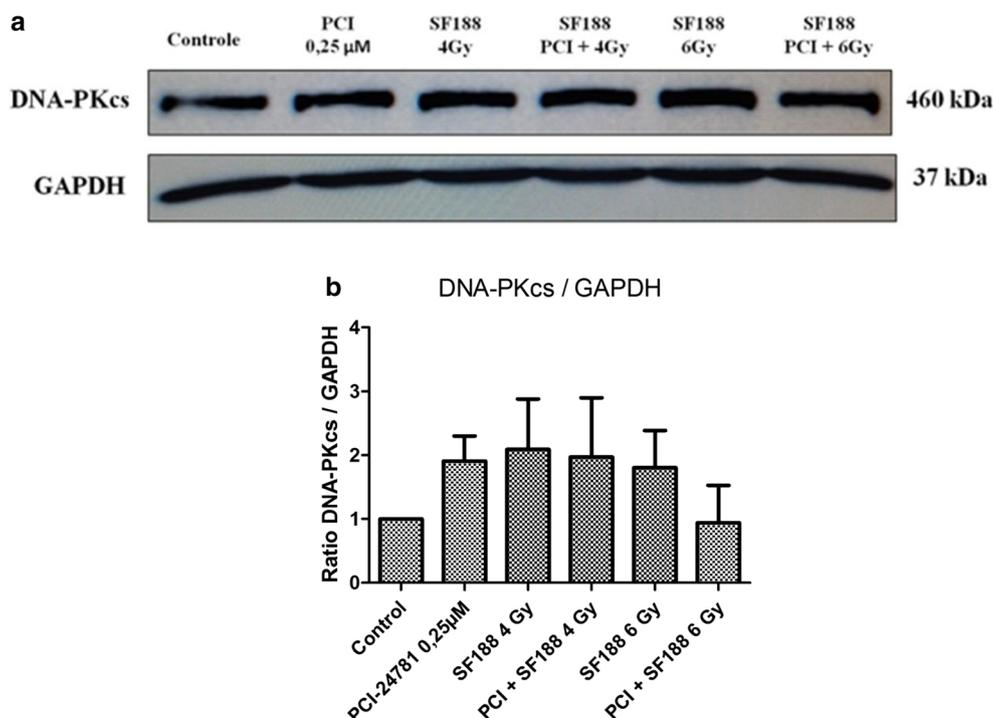 a
Controle
PCI
0,25 µM
SF188
4Gy
SF188
PCI + 4Gy
SF188
6Gy
SF188
PCI + 6Gy
DNA-PKcs
460 kDa
GAPDH
37 kDa
b
DNA-PKcs / GAPDH
Ratio DNA-PKcs / GAPDH
4
3
2
1
0
Control
PCI-24781 0,25µM
SF188 4 Gy
PCI + SF188 4 Gy
SF188 6 Gy
PCI + SF188 6 Gy